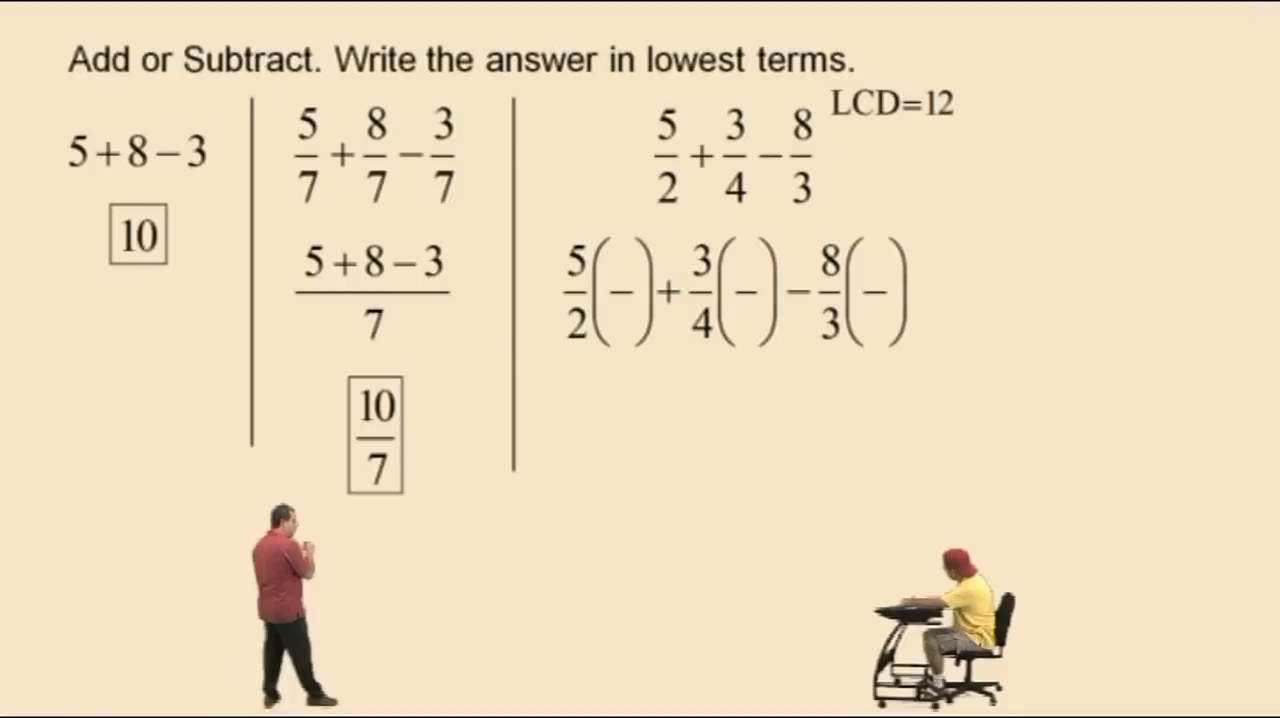 Add or Subtract. Write the answer in lowest terms.
5+8−3
10
5/7 + 8/7 − 3/7
(5+8−3)/7
10/7
LCD=12
5/2 + 3/4 − 8/3
5/2(−) + 3/4(−) − 8/3(−)